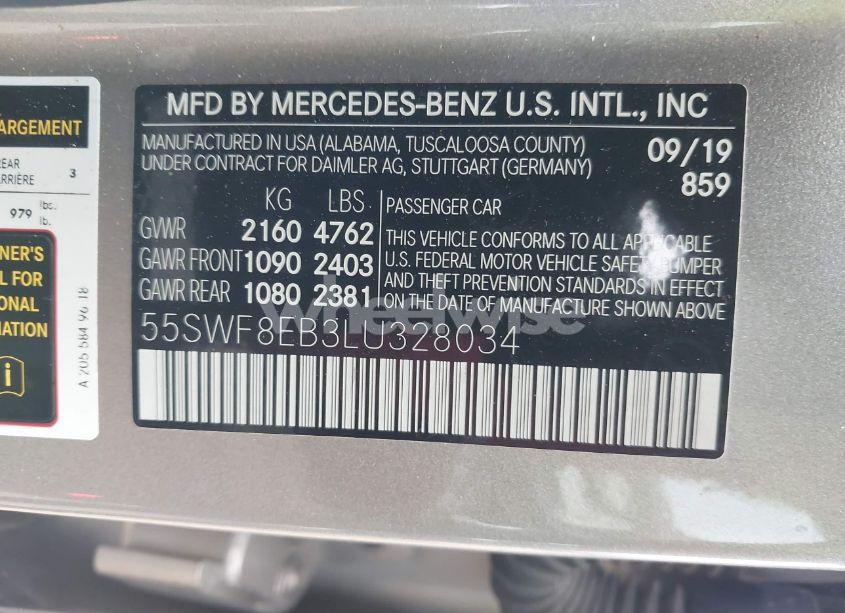 ARGEMENT
REAR
ARRIÈRE 3
979 lbs.
lb.
NER'S
L FOR
IONAL
MATION
i
A 205 584 96 18
MFD BY MERCEDES-BENZ U.S. INTL., INC
MANUFACTURED IN USA (ALABAMA, TUSCALOOSA COUNTY)
UNDER CONTRACT FOR DAIMLER AG, STUTTGART (GERMANY)
09/19
859
KG LBS
GVWR 2160 4762
GAWR FRONT 1090 2403
GAWR REAR 1080 2381
PASSENGER CAR
THIS VEHICLE CONFORMS TO ALL APPLICABLE
U.S. FEDERAL MOTOR VEHICLE SAFETY, BUMPER
AND THEFT PREVENTION STANDARDS IN EFFECT
ON THE DATE OF MANUFACTURE SHOWN ABOVE
wheelwise
55SWF8EB3LU328034